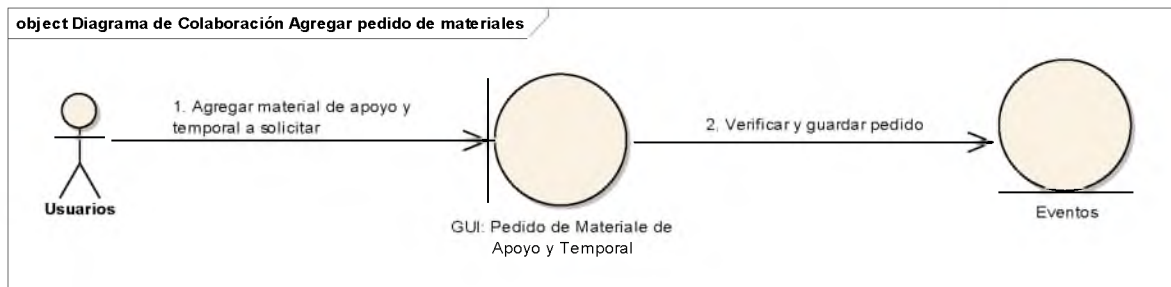 object Diagrama de Colaboración Agregar pedido de materiales
1. Agregar material de apoyo y
temporal a solicitar
2. Verificar y guardar pedido
Usuarios
GUI: Pedido de Materiale de
Apoyo y Temporal
Eventos